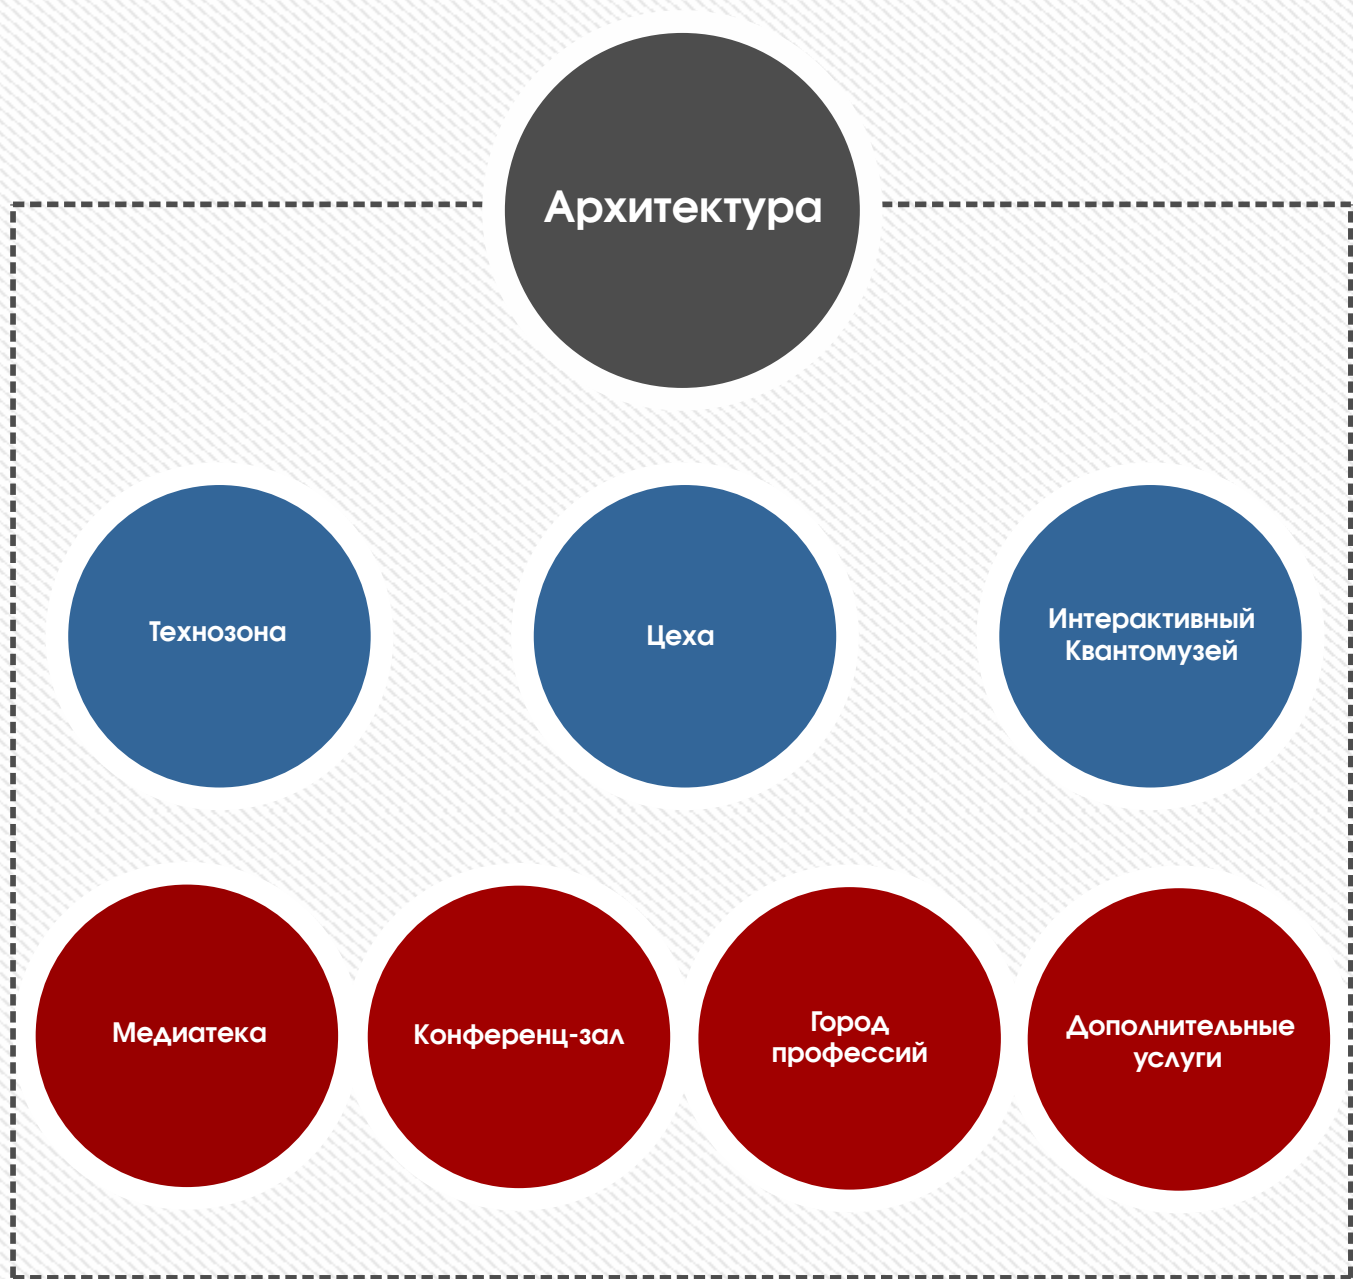 Архитектура
Технозона
Цеха
Интерактивный
Квантомузей
Медиатека
Конференц-зал
Город
профессий
Дополнительные
услуги